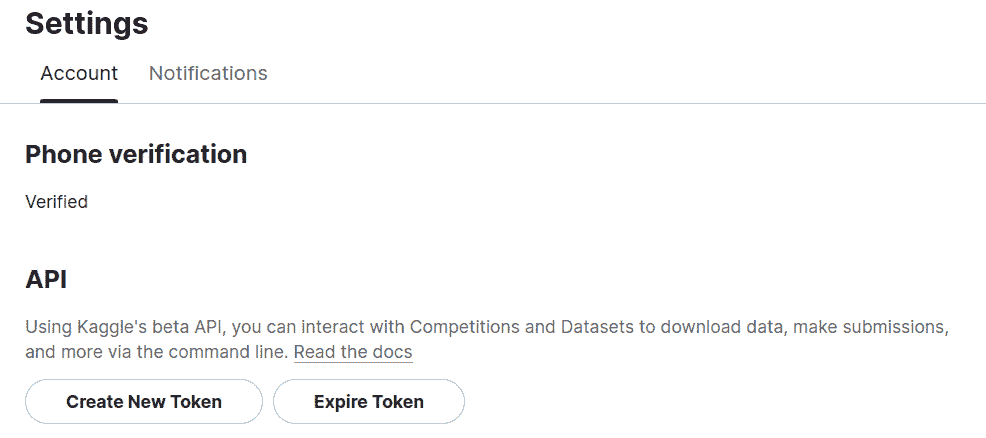 Settings
Account Notifications
Phone verification
Verified
API
Using Kaggle's beta API, you can interact with Competitions and Datasets to download data, make submissions,
and more via the command line. Read the docs
Create New Token Expire Token